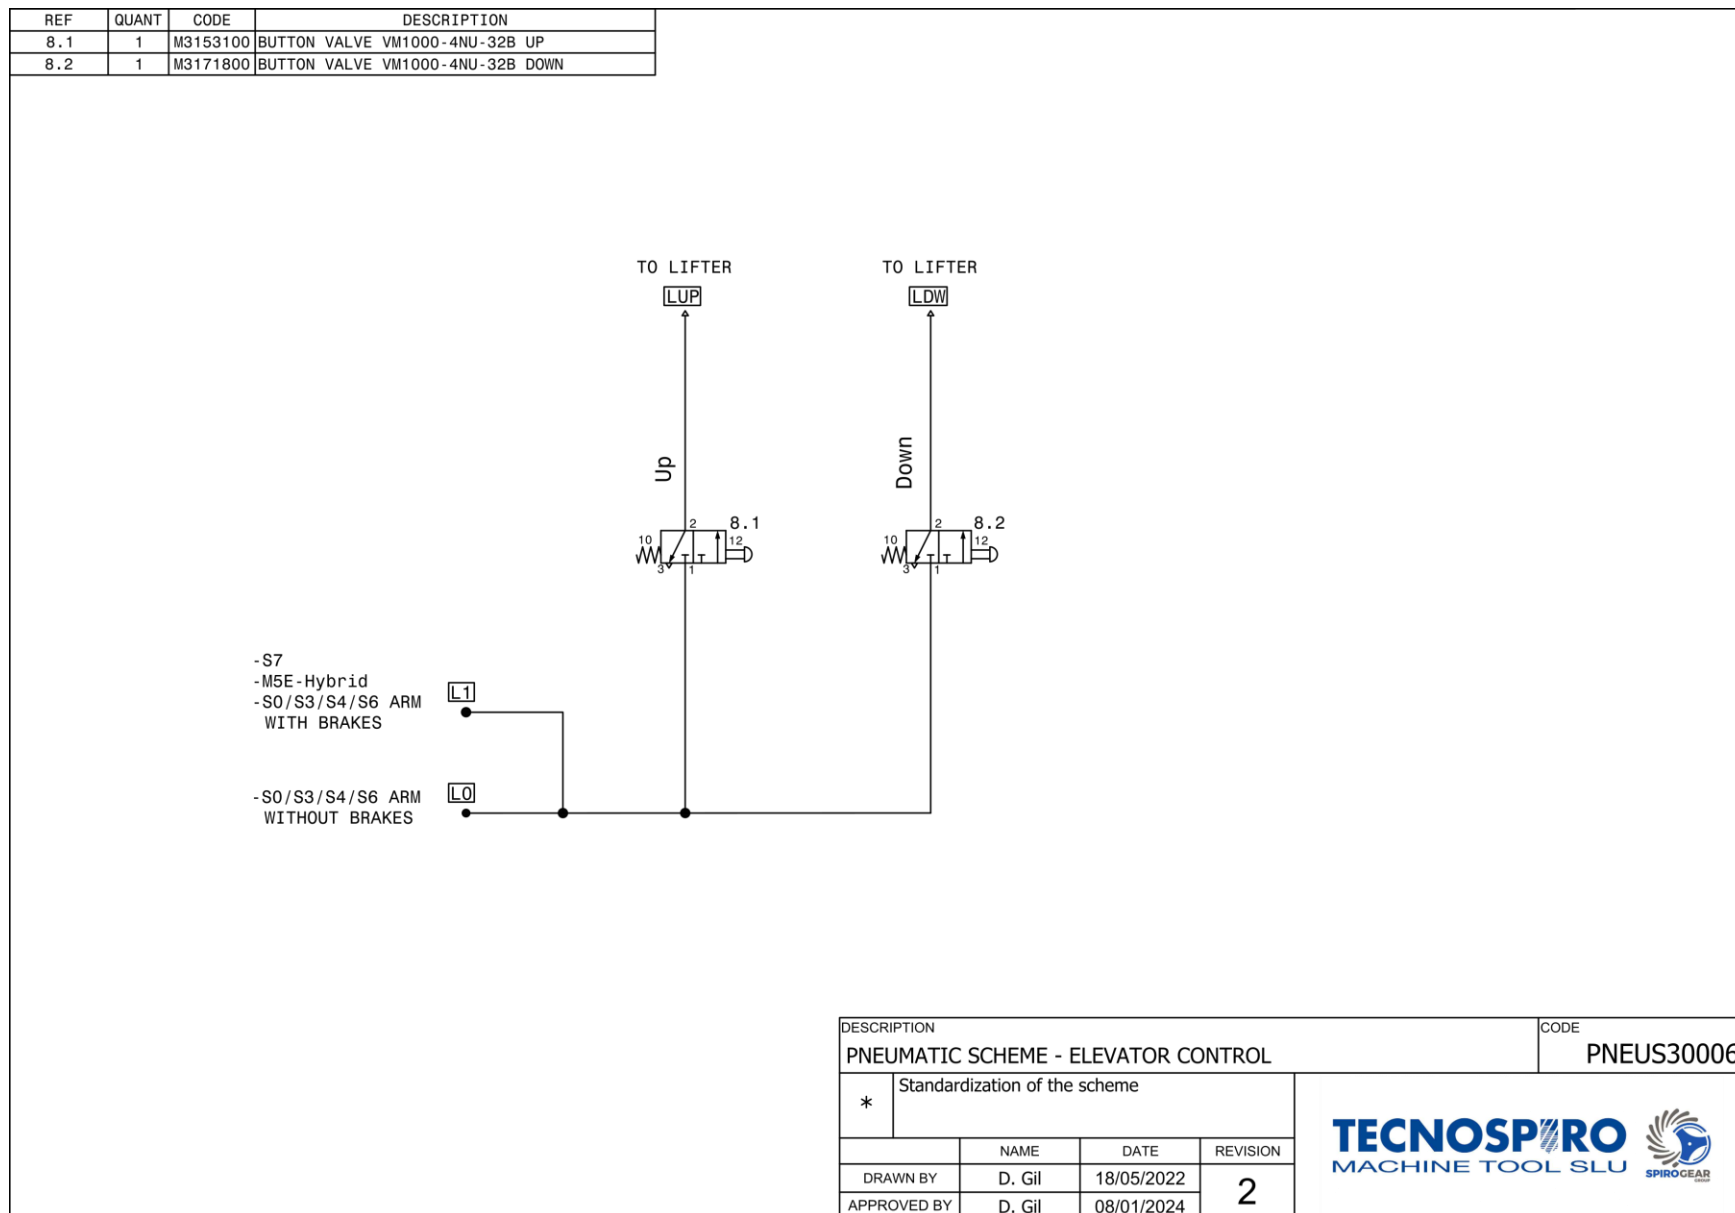 REF QUANT CODE DESCRIPTION
8.1 1 M3153100 BUTTON VALVE VM1000-4NU-32B UP
8.2 1 M3171800 BUTTON VALVE VM1000-4NU-32B DOWN
TO LIFTER TO LIFTER
LUP LDW
Up Down
2 8.1 2 8.2
10 12 10 12
3 1 3 1
-S7
-M5E-Hybrid L1
-S0/S3/S4/S6 ARM
WITH BRAKES
-S0/S3/S4/S6 ARM L0
WITHOUT BRAKES
DESCRIPTION CODE
PNEUMATIC SCHEME - ELEVATOR CONTROL PNEUS30006
* Standardization of the scheme
NAME DATE REVISION
DRAWN BY D. Gil 18/05/2022 2
APPROVED BY D. Gil 08/01/2024
TECNOSPIRO
MACHINE TOOL SLU
SPIROGEAR
GROUP